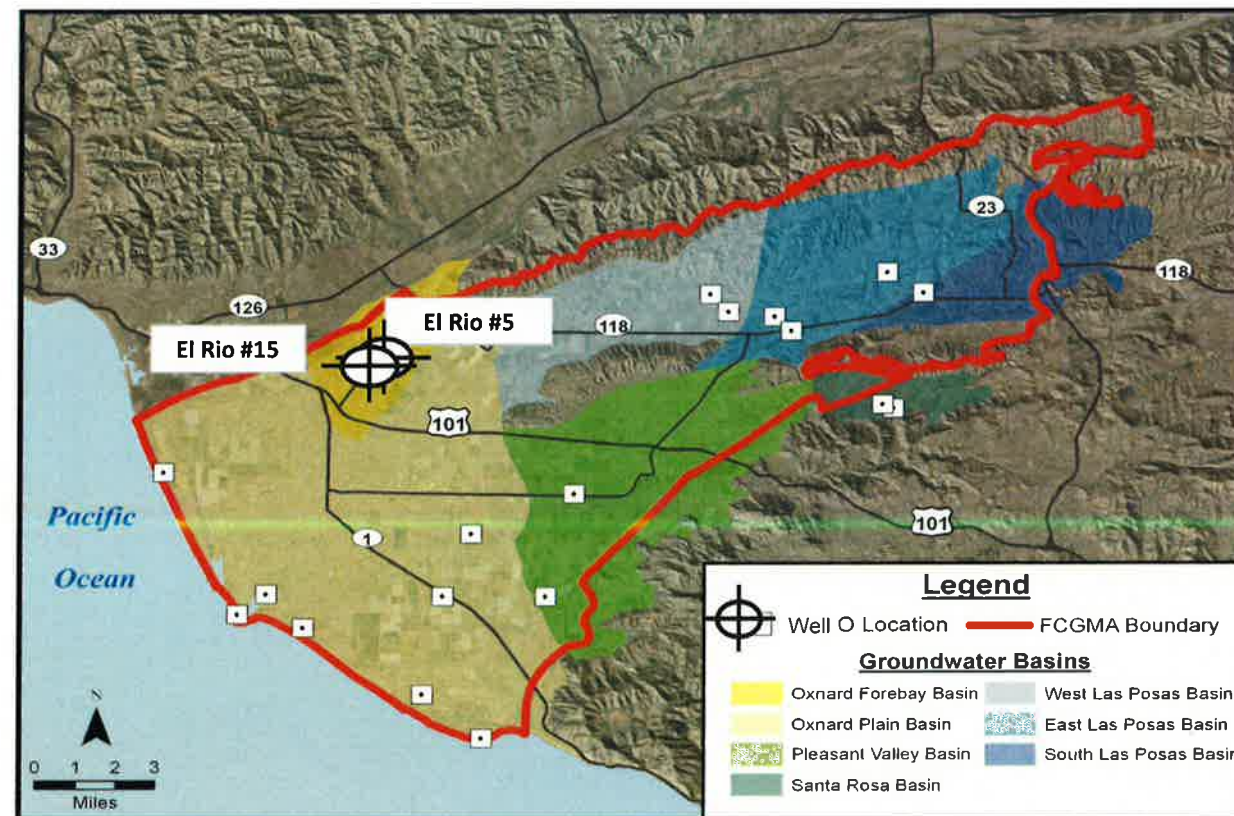 33
126
El Rio #15
El Rio #5
118
23
118
101
Pacific
Ocean
1
101
N
0 1 2 3
Miles
Legend
Well O Location
FCGMA Boundary
Groundwater Basins
Oxnard Forebay Basin
West Las Posas Basin
Oxnard Plain Basin
East Las Posas Basin
Pleasant Valley Basin
South Las Posas Basin
Santa Rosa Basin